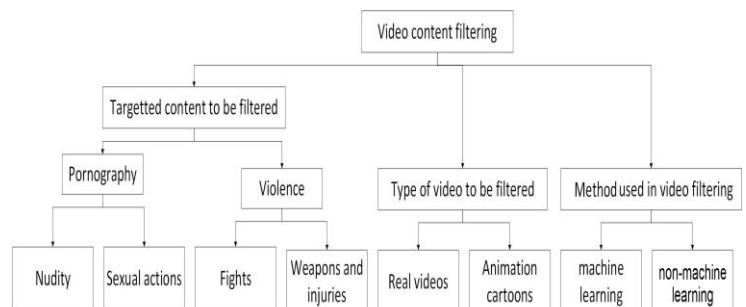 Video content filtering
Targetted content to be filtered
Pornography
Violence
Type of video to be filtered
Method used in video filtering
Nudity
Sexual actions
Fights
Weapons and
injuries
Real videos
Animation
cartoons
machine
learning
non-machine
learning